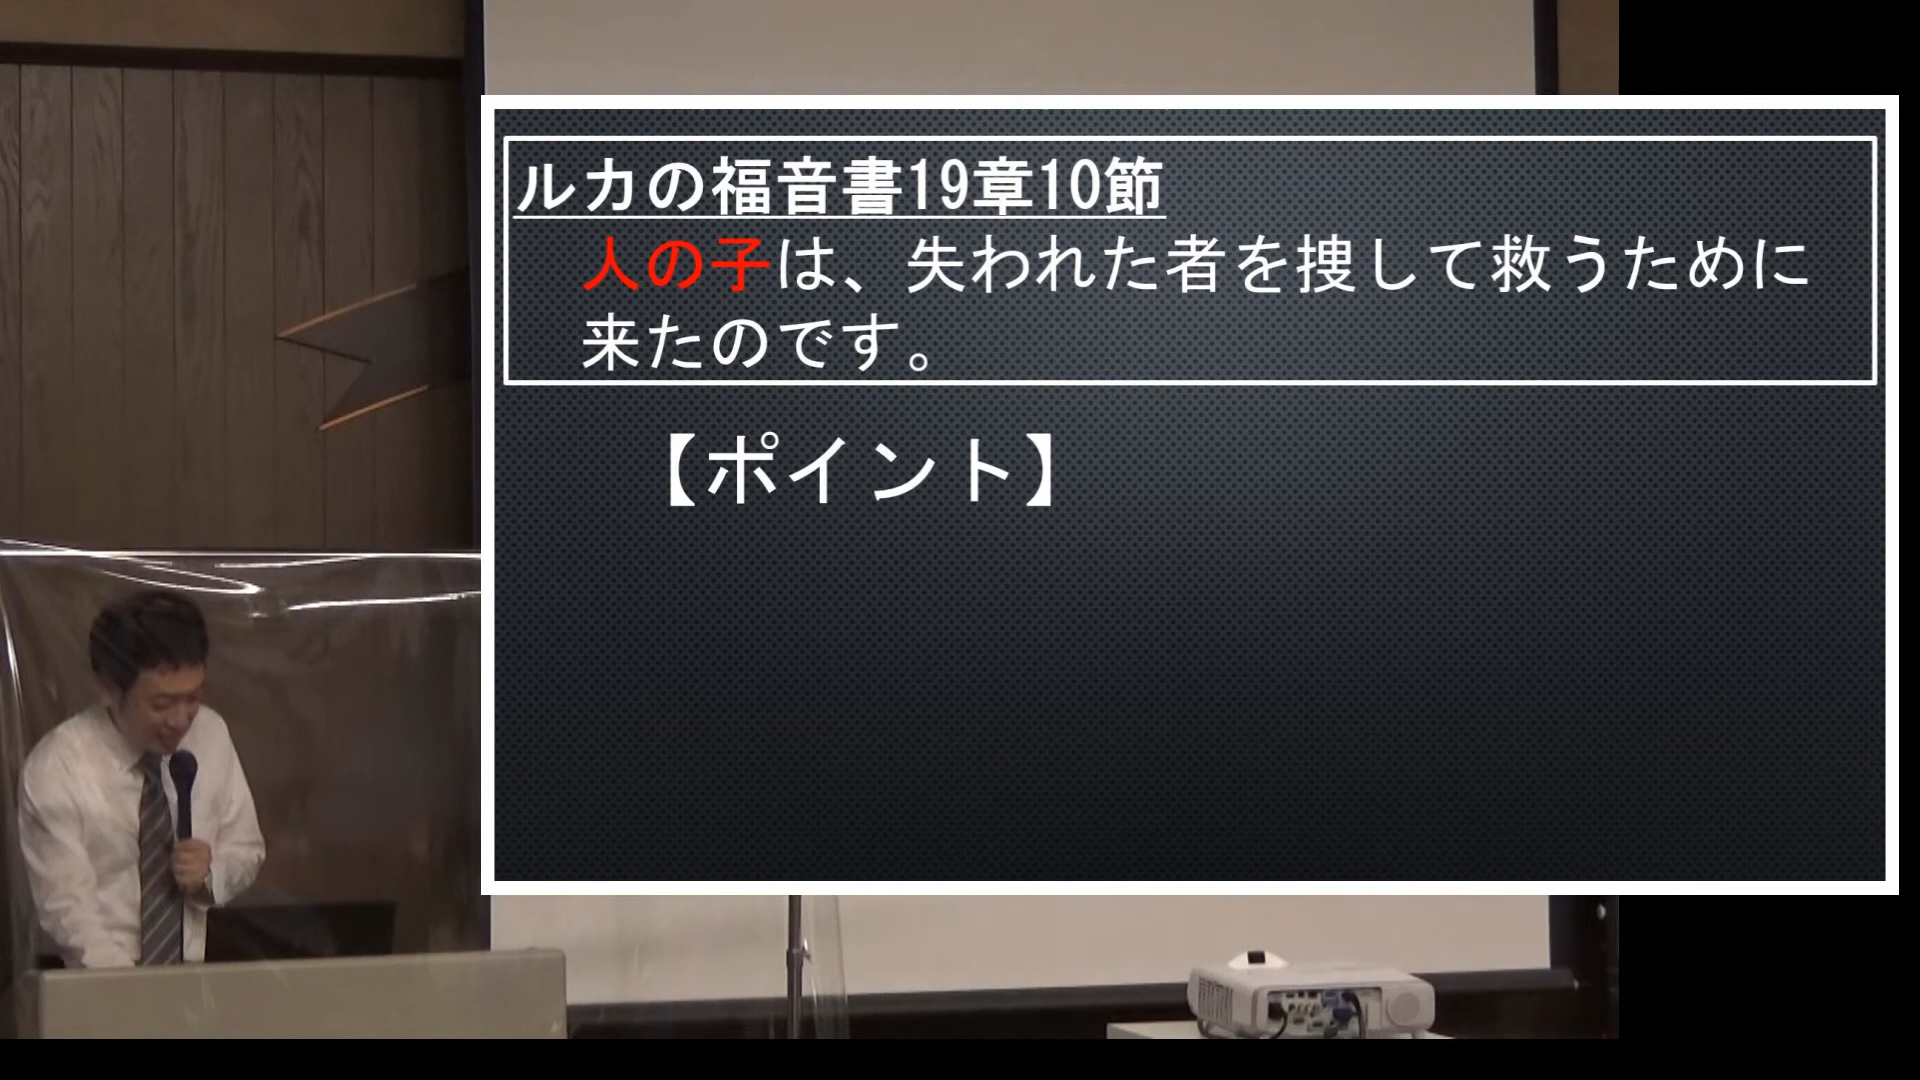 ルカの福音書19章10節
人の子は、失われた者を捜して救うために
来たのです。
【ポイント】